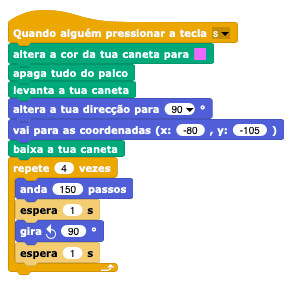 Quando alguém pressionar a tecla s
altera a cor da tua caneta para
apaga tudo do palco
levanta a tua caneta
altera a tua direcção para 90 °
vai para as coordenadas (x: -80 , y: -105 )
baixa a tua caneta
repete 4 vezes
anda 150 passos
espera 1 s
gira 90 °
espera 1 s